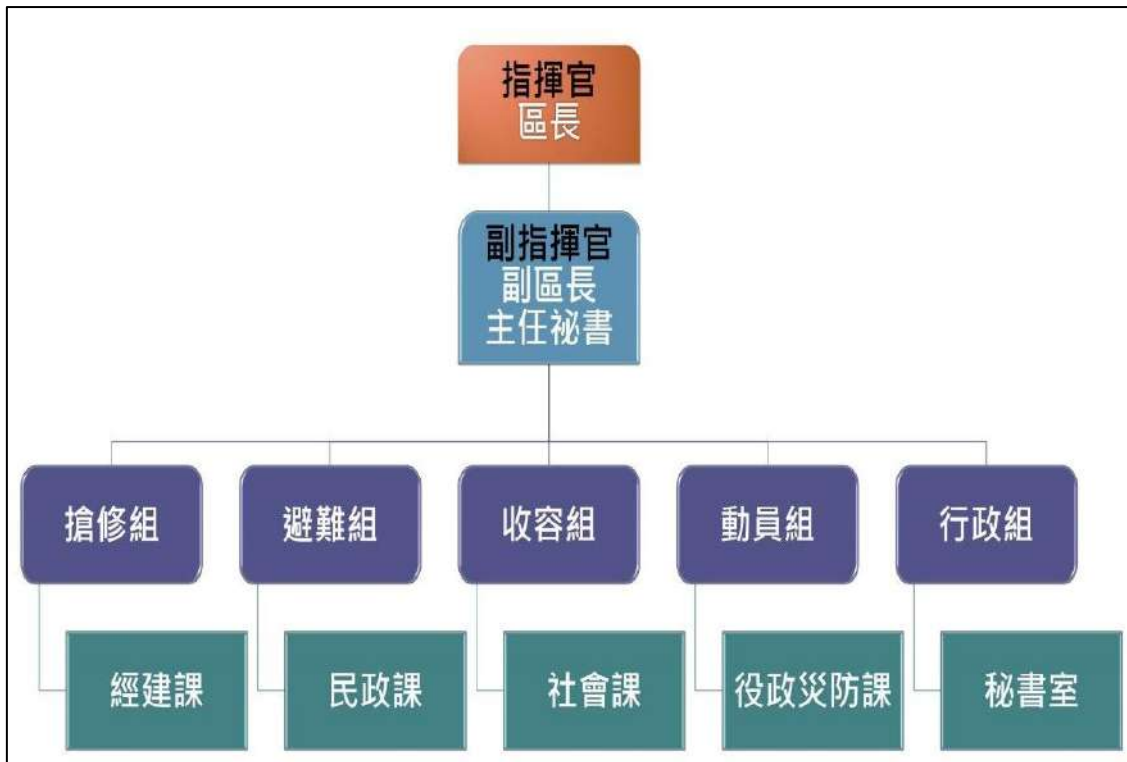 指揮官
區長
副指揮官
副區長
主任祕書
搶修組
避難組
收容組
動員組
行政組
經建課
民政課
社會課
役政災防課
秘書室